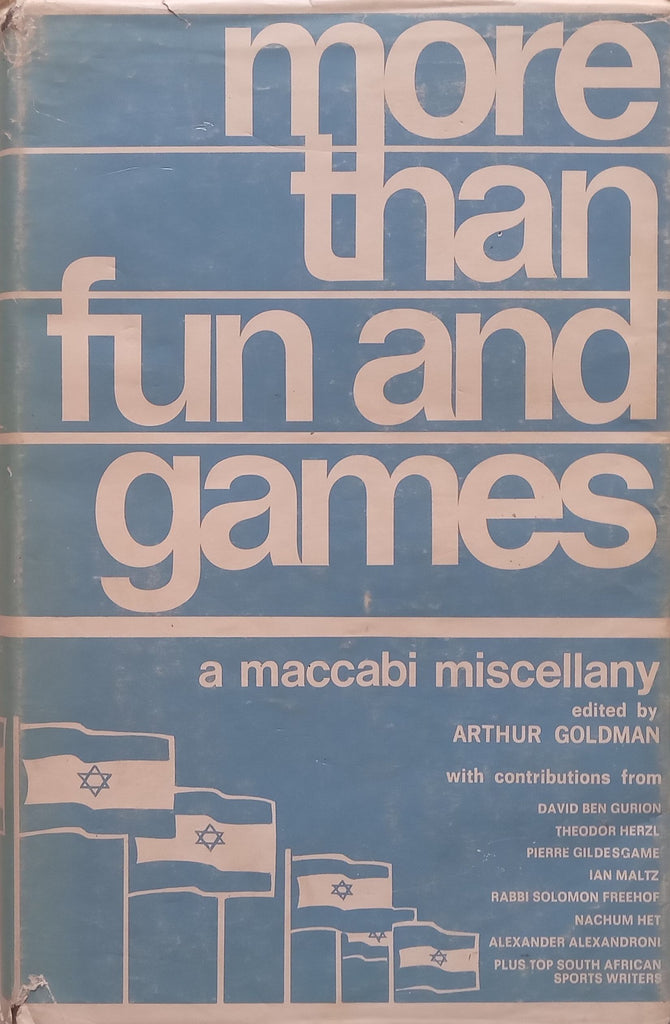 more
than
fun and
games
a maccabi miscellany
edited by
ARTHUR GOLDMAN
with contributions from
DAVID BEN GURION
THEODOR HERZL
PIERRE GILDESGAME
IAN MALTZ
RABBI SOLOMON FREEHOF
NACHUM HET
ALEXANDER ALEXANDRONI
PLUS TOP SOUTH AFRICAN
SPORTS WRITERS